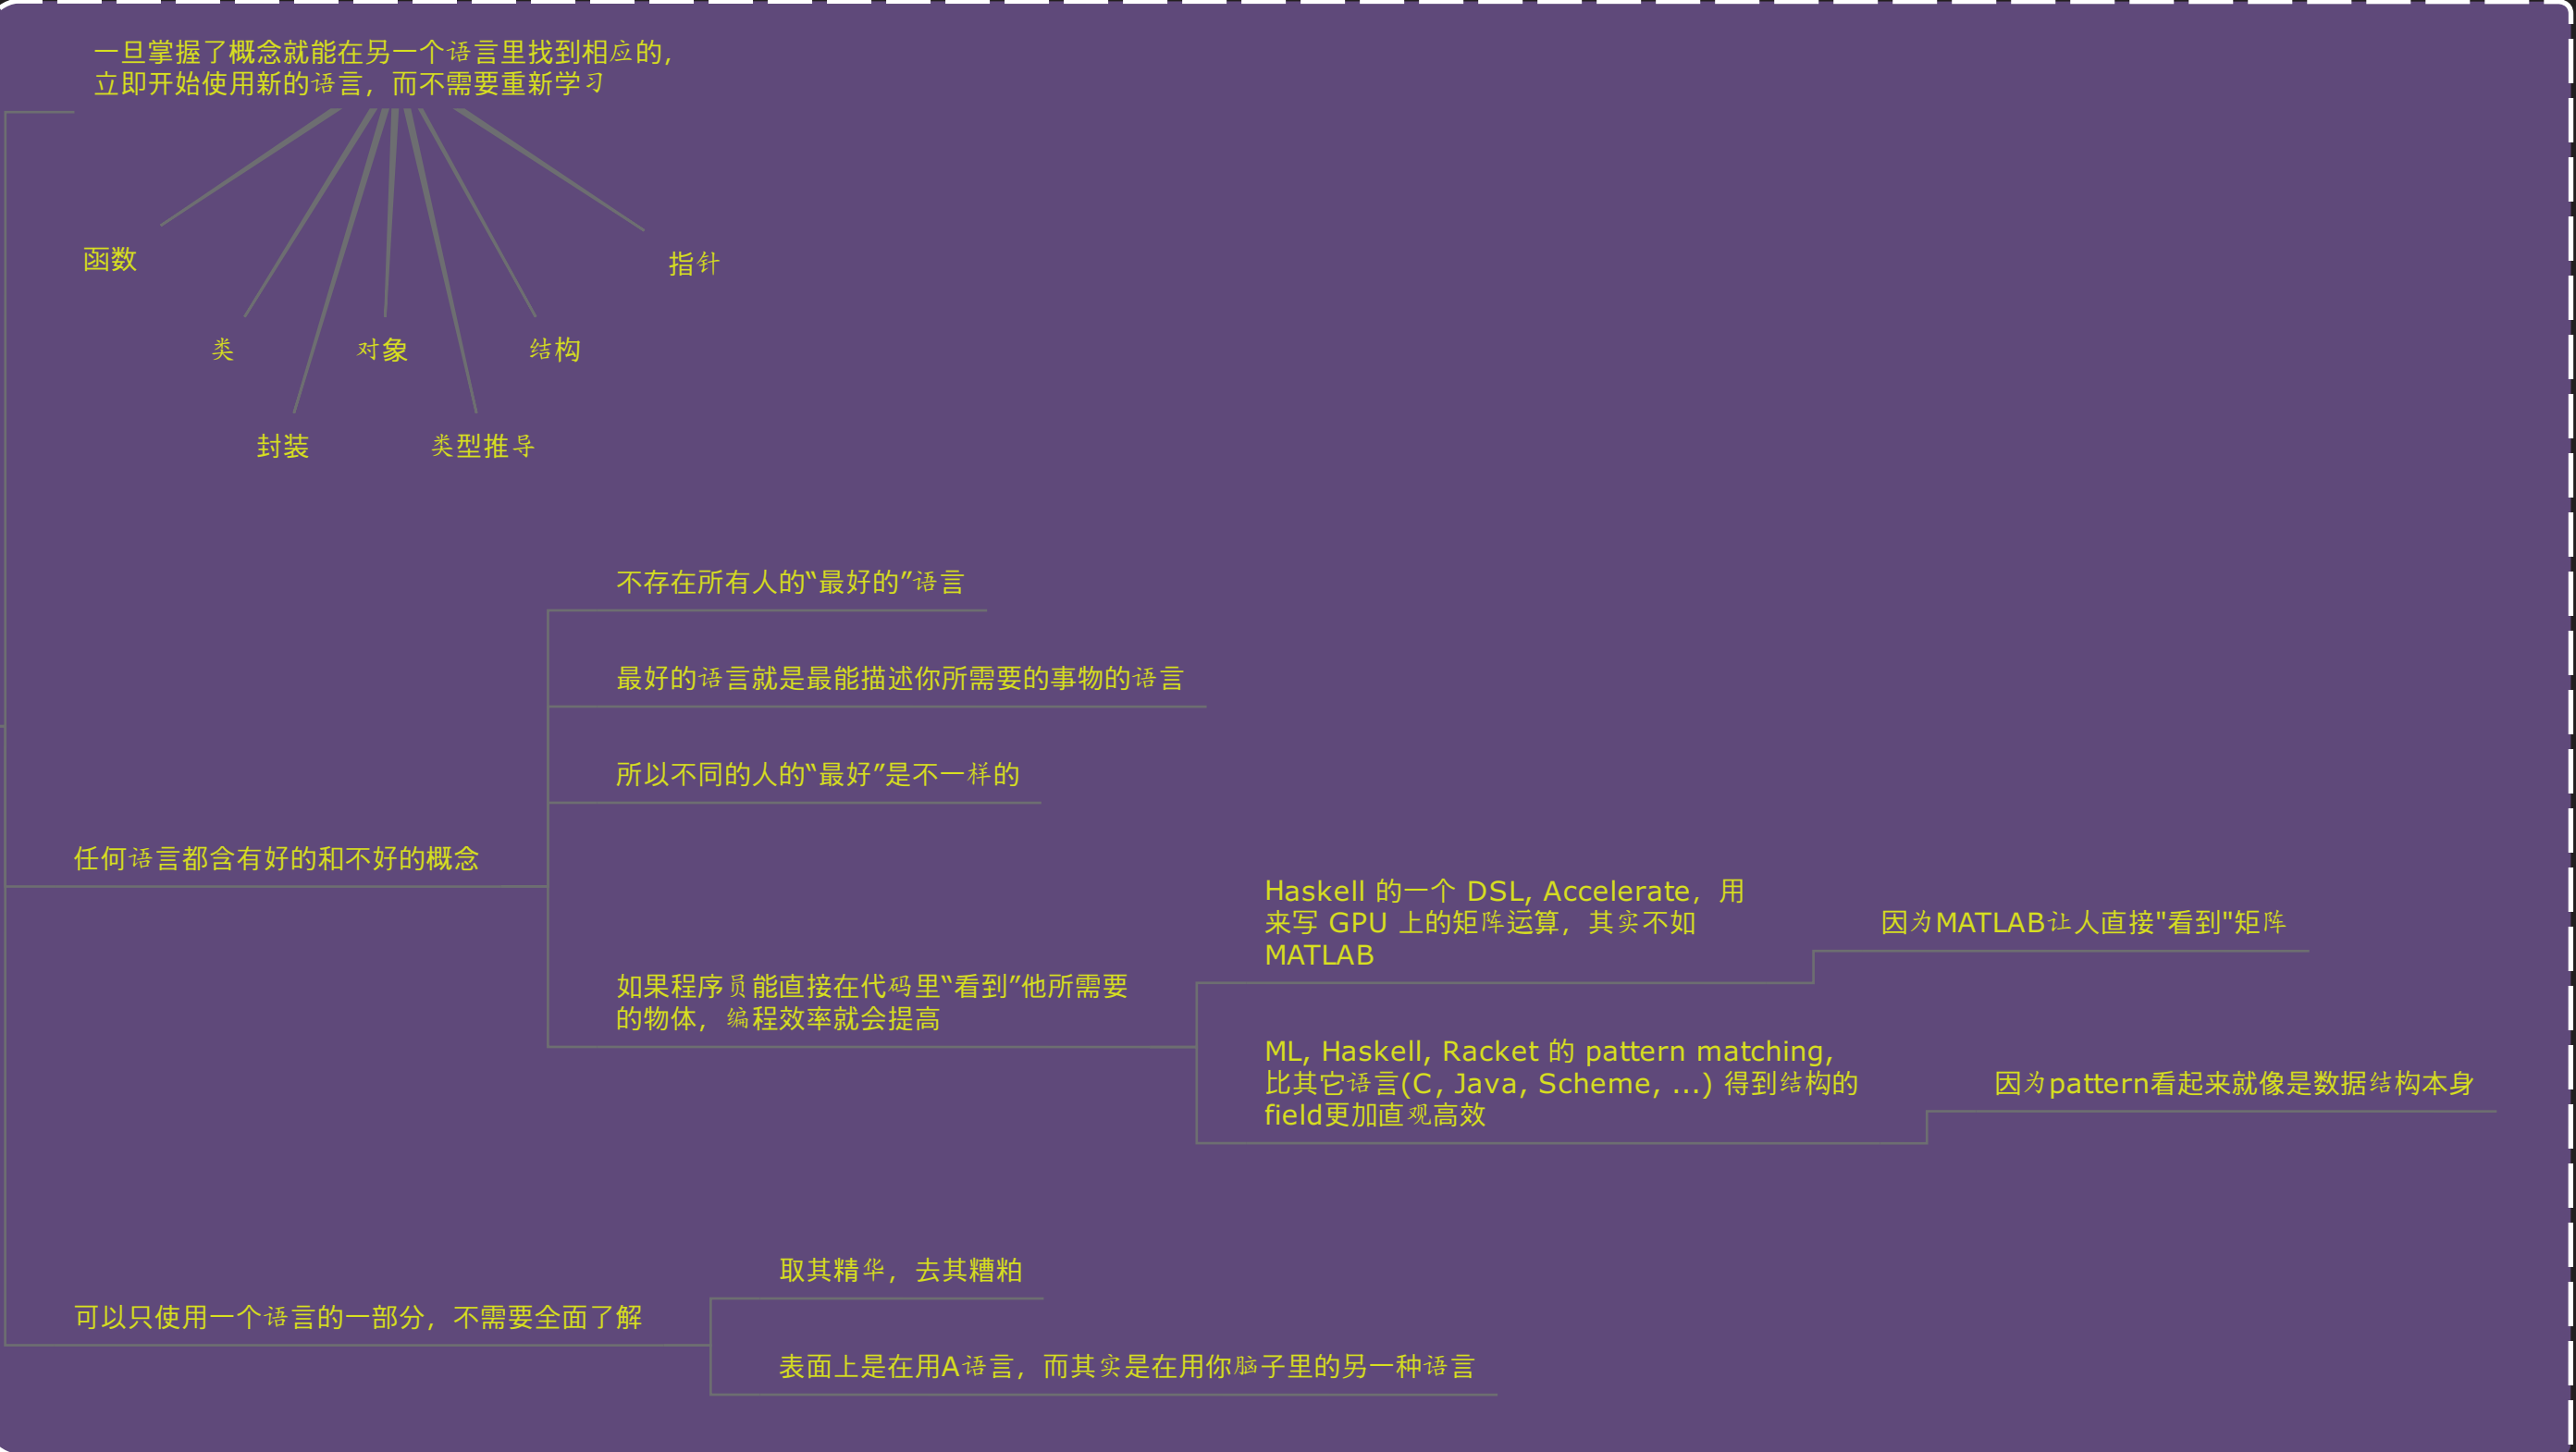 一旦掌握了概念就能在另一个语言里找到相应的,
立即开始使用新的语言，而不需要重新学习
函数
指针
类
对象
结构
封装
类型推导
不存在所有人的“最好的”语言
最好的语言就是最能描述你所需要的事物的语言
所以不同的人的“最好”是不一样的
任何语言都含有好的和不好的概念
如果程序员能直接在代码里“看到”他所需要
的物体，编程效率就会提高
Haskell 的一个 DSL, Accelerate，用
来写 GPU 上的矩阵运算，其实不如
MATLAB
因为MATLAB让人直接"看到"矩阵
ML, Haskell, Racket 的 pattern matching,
比其它语言(C, Java, Scheme, ...) 得到结构的
field更加直观高效
因为pattern看起来就像是数据结构本身
可以只使用一个语言的一部分，不需要全面了解
取其精华，去其糟粕
表面上是在用A语言，而其实是在用你脑子里的另一种语言